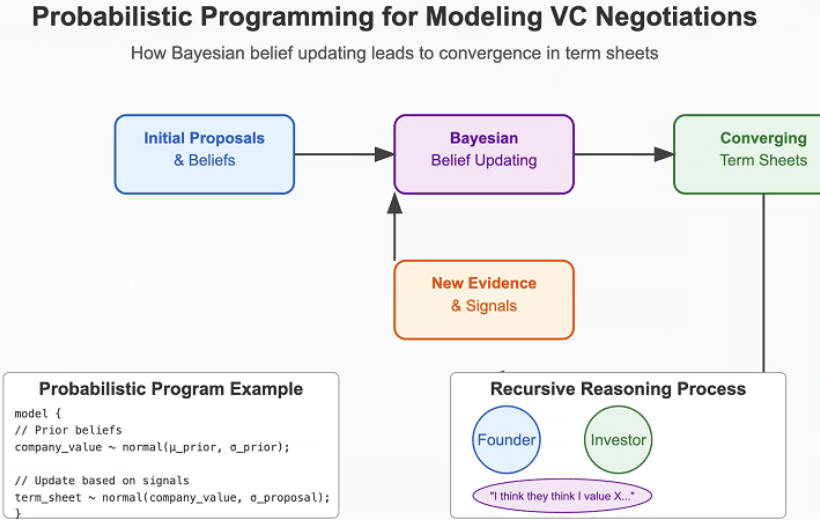 Probabilistic Programming for Modeling VC Negotiations
How Bayesian belief updating leads to convergence in term sheets
Initial Proposals
& Beliefs
Bayesian
Belief Updating
Converging
Term Sheets
New Evidence
& Signals
Probabilistic Program Example
model {
// Prior beliefs
company_value ~ normal(μ_prior, σ_prior);
// Update based on signals
term_sheet ~ normal(company_value, σ_proposal);
}
Recursive Reasoning Process
Founder
Investor
"I think they think I value X..."